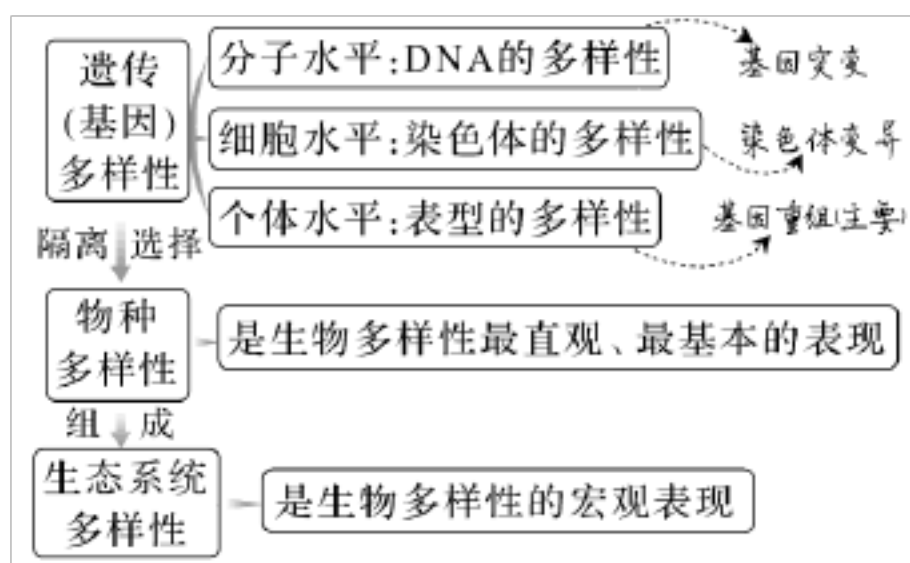 遗传
(基因)
多样性
分子水平:DNA的多样性
基因突变
细胞水平:染色体的多样性
染色体变异
个体水平:表型的多样性
基因重组(主要)
隔离 选择
物种
多样性
是生物多样性最直观、最基本的表现
组 成
生态系统
多样性
是生物多样性的宏观表现